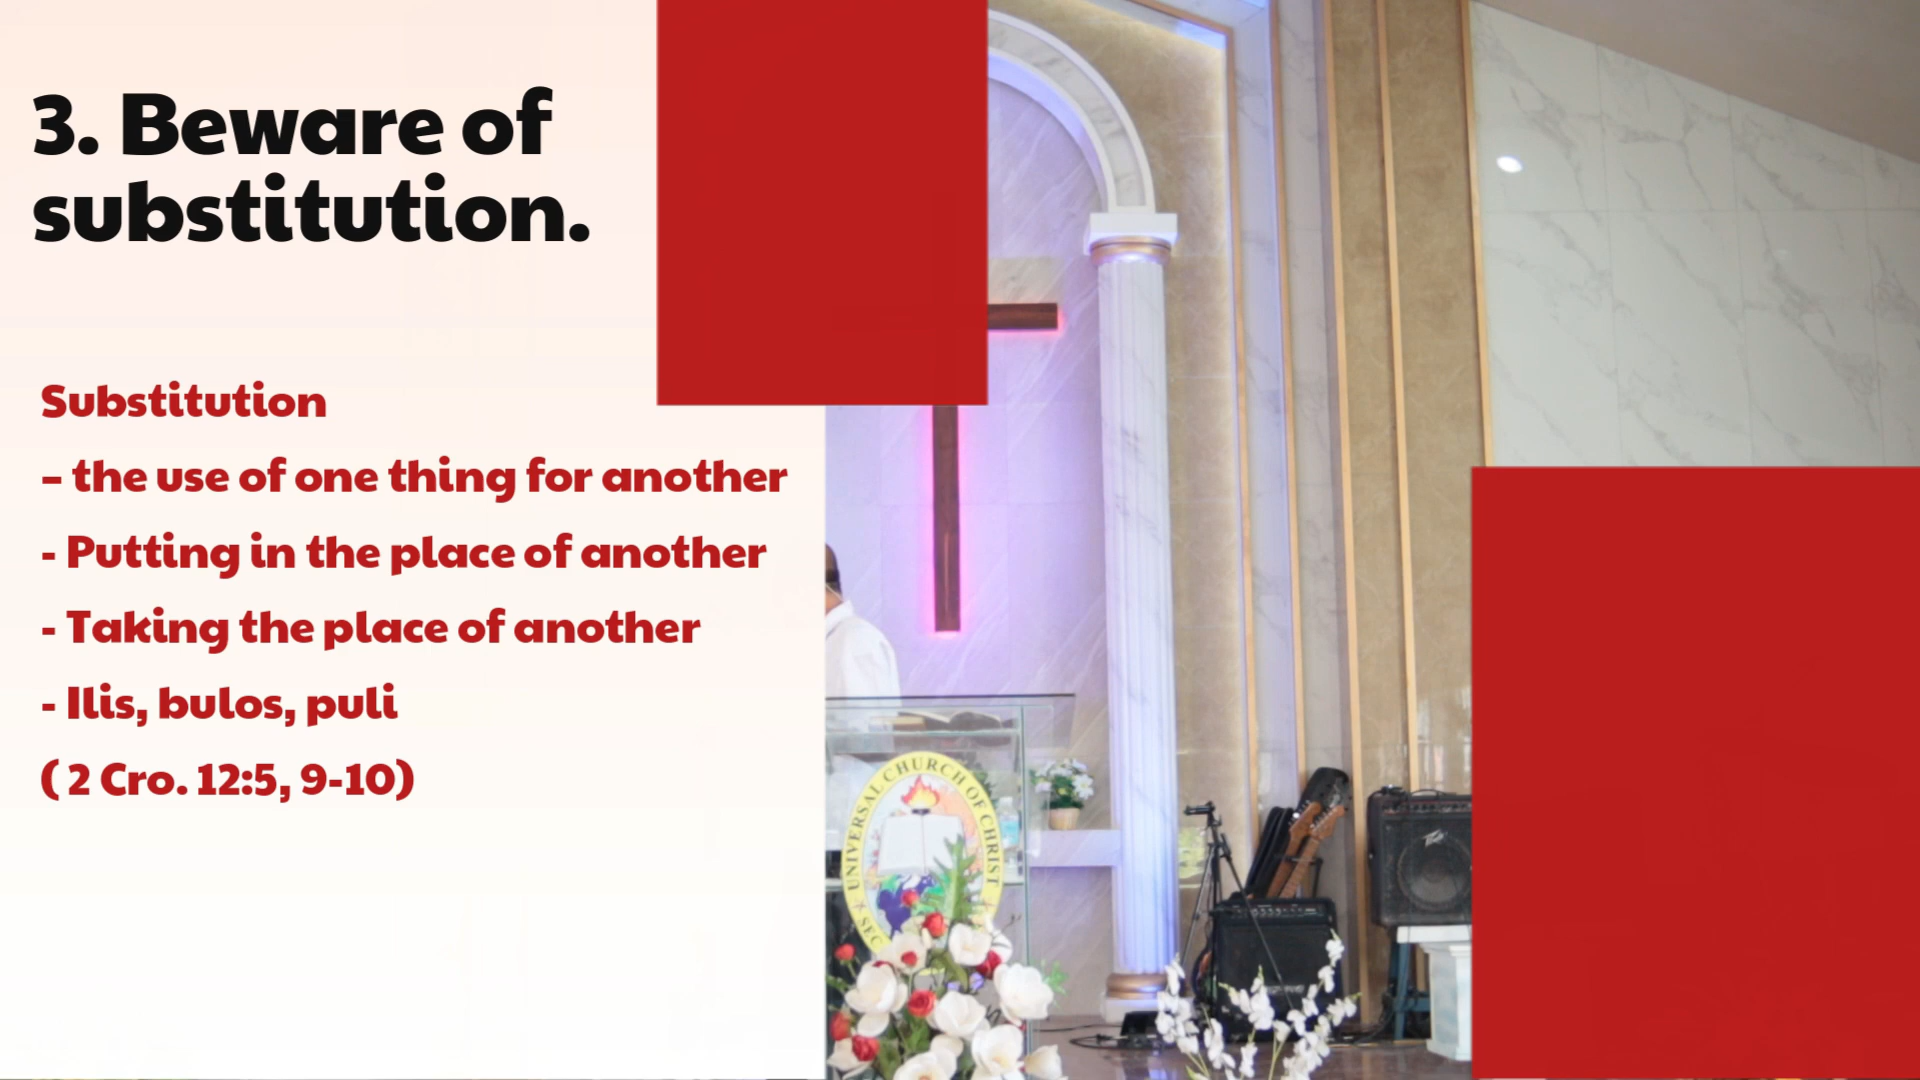 3. Beware of
substitution.
Substitution
– the use of one thing for another
- Putting in the place of another
- Taking the place of another
- Ilis, bulos, puli
( 2 Cro. 12:5, 9-10)
UNIVERSAL CHURCH OF CHRIST
SEC